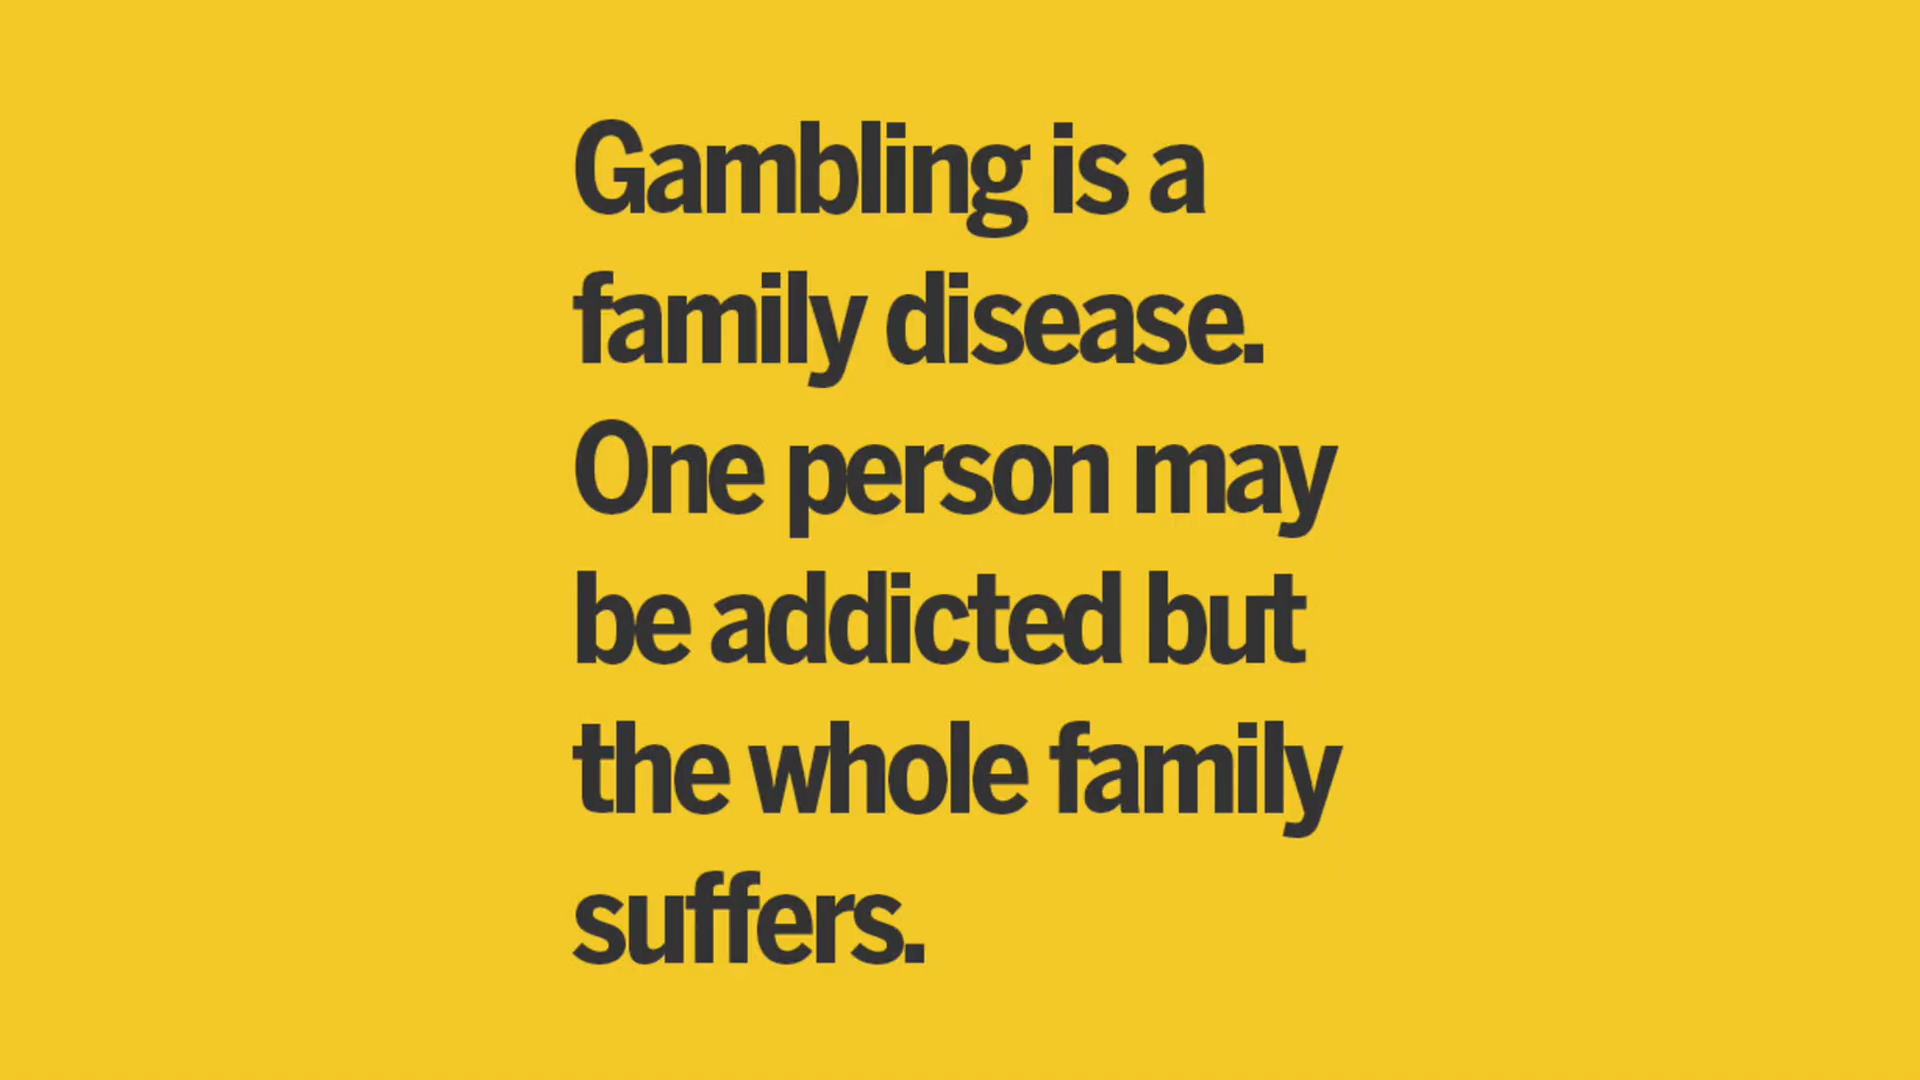 Gambling is a
family disease.
One person may
be addicted but
the whole family
suffers.